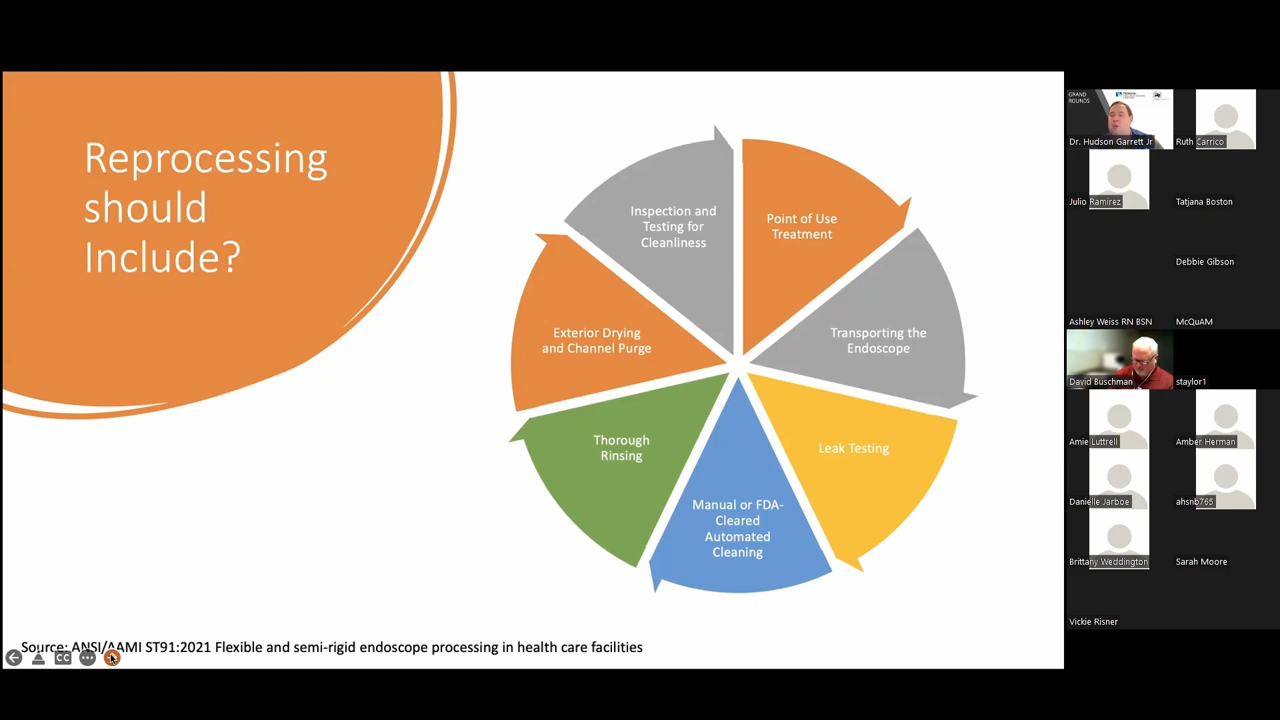 Reprocessing
should
Include?
Point of Use
Treatment
Transporting the
Endoscope
Leak Testing
Manual or FDA-
Cleared
Automated
Cleaning
Thorough
Rinsing
Exterior Drying
and Channel Purge
Inspection and
Testing for
Cleanliness
Source: ANSI/AAMI ST91:2021 Flexible and semi-rigid endoscope processing in health care facilities
CC
GRAND
ROUNDS
Dr. Hudson Garrett Jr
Ruth Carrico
Julio Ramirez
Tatjana Boston
Debbie Gibson
Ashley Weiss RN BSN
McQuAM
David Buschman
staylor1
Amie Luttrell
Amber Herman
Danielle Jarboe
ahsnb765
Brittany Weddington
Sarah Moore
Vickie Risner